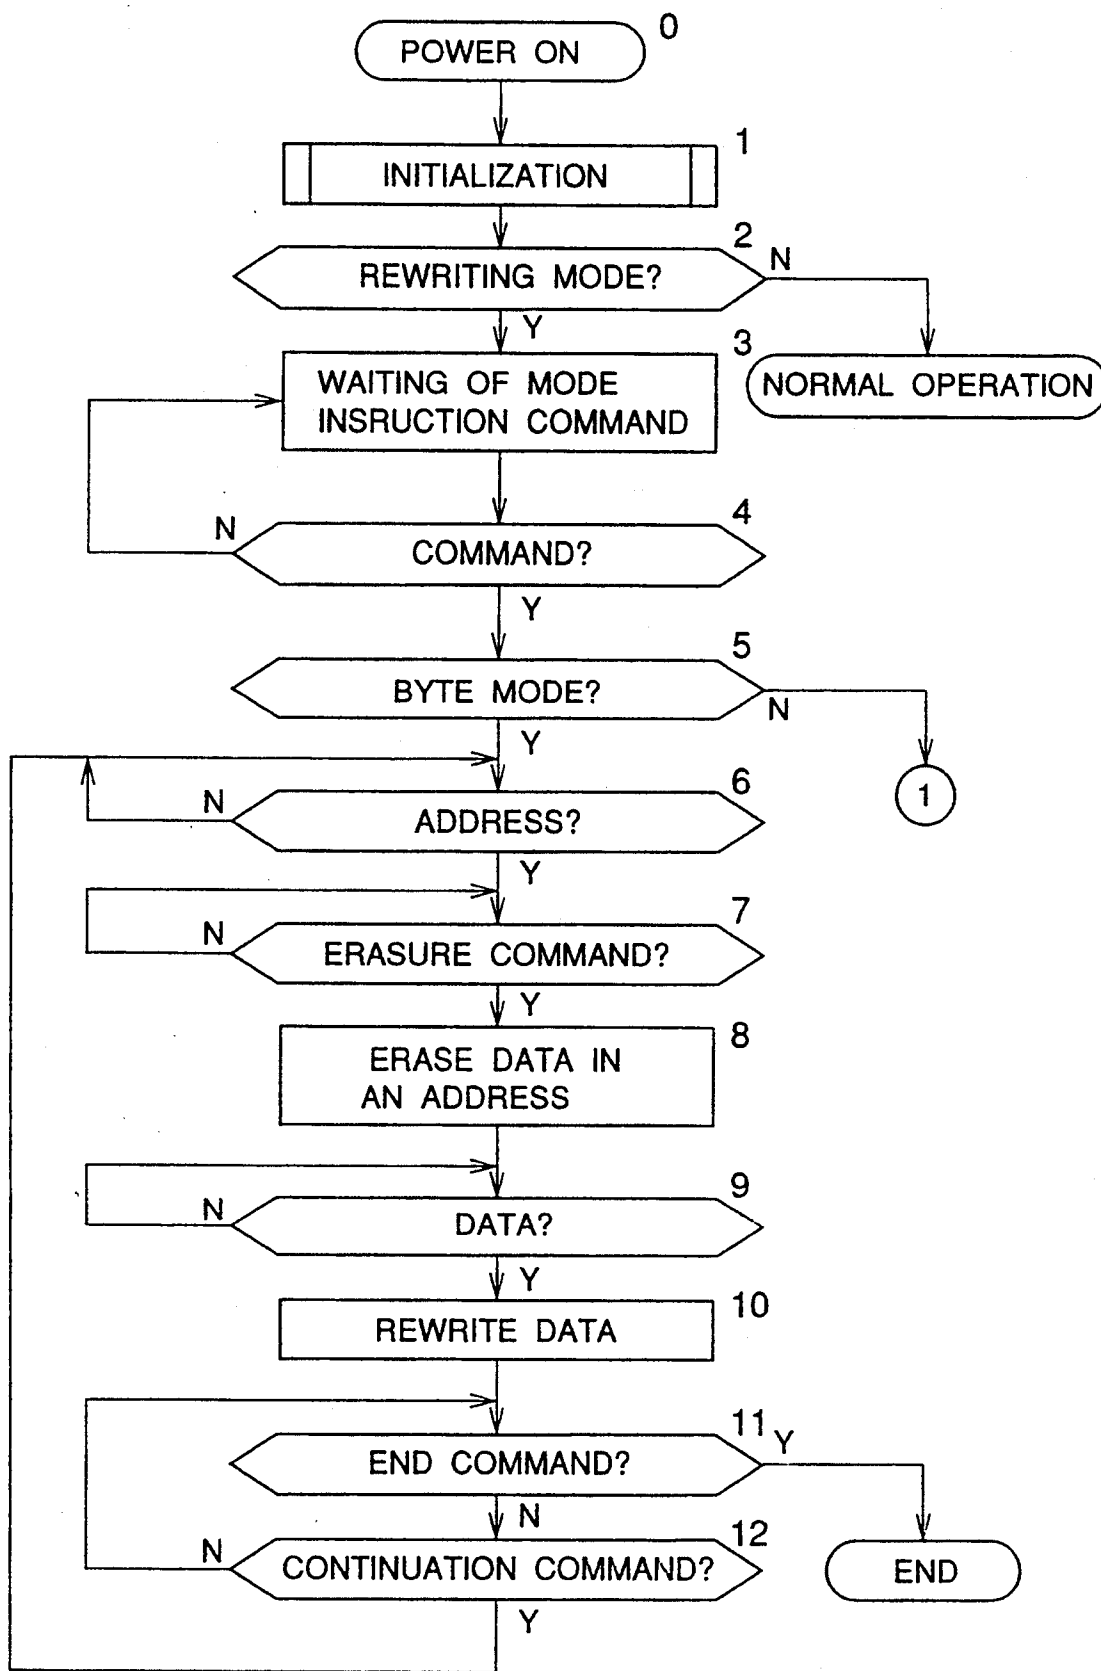 0
POWER ON
1
INITIALIZATION
2
REWRITING MODE?
N
Y
3
WAITING OF MODE
INSRUCTION COMMAND
NORMAL OPERATION
4
N
COMMAND?
Y
5
BYTE MODE?
N
Y
6
N
ADDRESS?
1
Y
7
N
ERASURE COMMAND?
Y
8
ERASE DATA IN
AN ADDRESS
9
N
DATA?
Y
10
REWRITE DATA
11
END COMMAND?
Y
N
12
N
CONTINUATION COMMAND?
END
Y